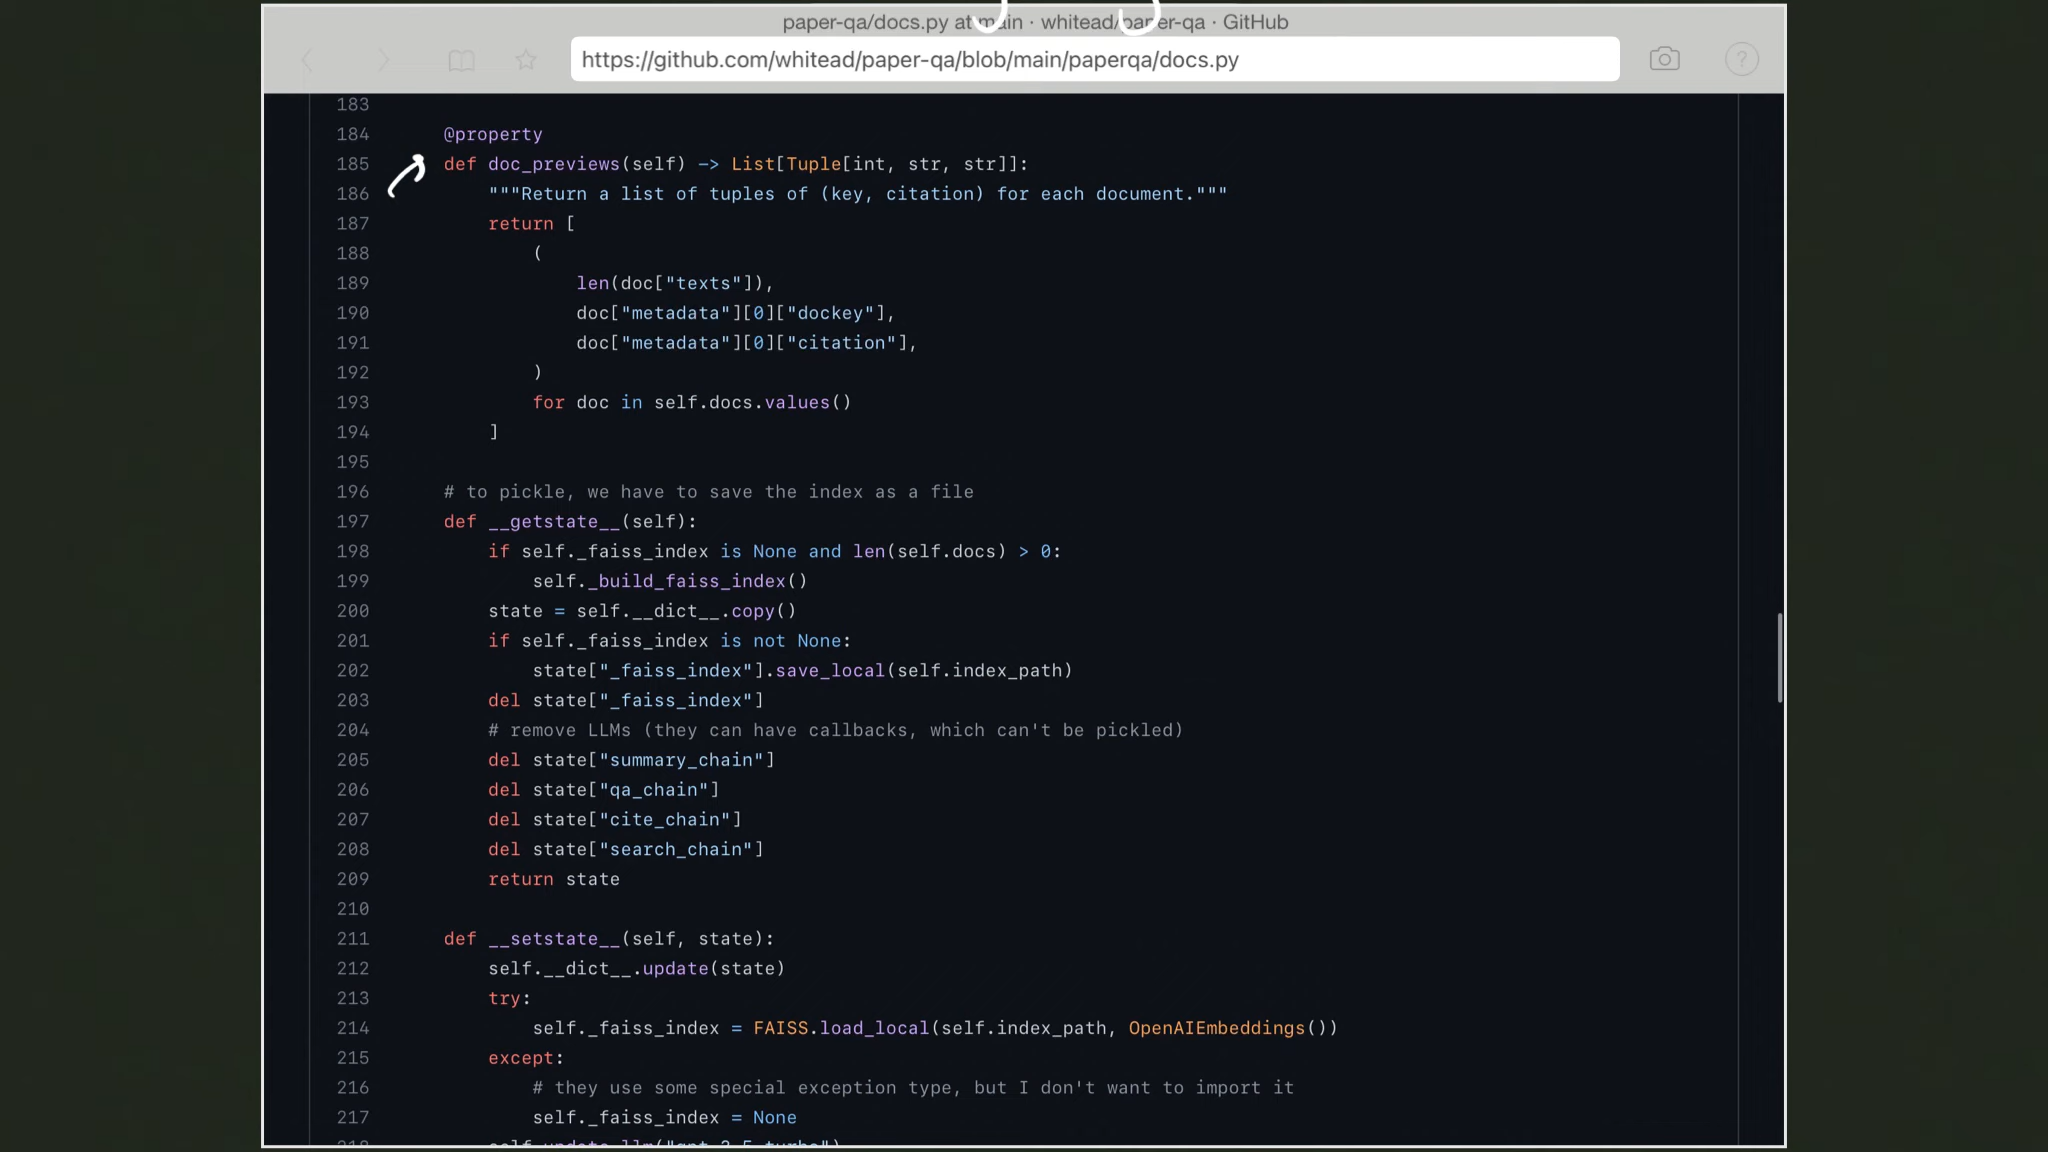 paper-qa/docs.py at main · whitead/paper-qa · GitHub
https://github.com/whitead/paper-qa/blob/main/paperqa/docs.py
183
184 @property
185 def doc_previews(self) -> List[Tuple[int, str, str]]:
186 """Return a list of tuples of (key, citation) for each document."""
187 return [
188 (
189 len(doc["texts"]),
190 doc["metadata"][0]["dockey"],
191 doc["metadata"][0]["citation"],
192 )
193 for doc in self.docs.values()
194 ]
195
196 # to pickle, we have to save the index as a file
197 def __getstate__(self):
198 if self._faiss_index is None and len(self.docs) > 0:
199 self._build_faiss_index()
200 state = self.__dict__.copy()
201 if self._faiss_index is not None:
202 state["_faiss_index"].save_local(self.index_path)
203 del state["_faiss_index"]
204 # remove LLMs (they can have callbacks, which can't be pickled)
205 del state["summary_chain"]
206 del state["qa_chain"]
207 del state["cite_chain"]
208 del state["search_chain"]
209 return state
210
211 def __setstate__(self, state):
212 self.__dict__.update(state)
213 try:
214 self._faiss_index = FAISS.load_local(self.index_path, OpenAIEmbeddings())
215 except:
216 # they use some special exception type, but I don't want to import it
217 self._faiss_index = None
218 self.update_llm("gpt-3.5-turbo")